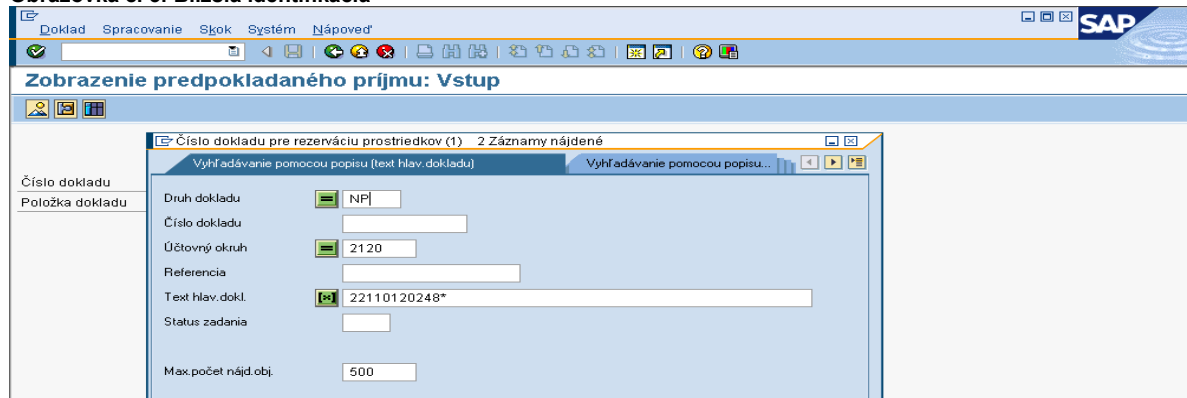 Obrazovka č. 5: Bližšia identifikácia
Doklad Spracovanie Skok Systém Nápoveď
SAP
Zobrazenie predpokladaného príjmu: Vstup
Číslo dokladu pre rezerváciu prostriedkov (1) 2 Záznamy nájdené
Vyhľadávanie pomocou popisu (text hlav.dokladu) Vyhľadávanie pomocou popisu...
Číslo dokladu
Položka dokladu
Druh dokladu NP
Číslo dokladu
Účtovný okruh 2120
Referencia
Text hlav.dokl. 22110120248*
Status zadania
Max.počet nájd.obj. 500